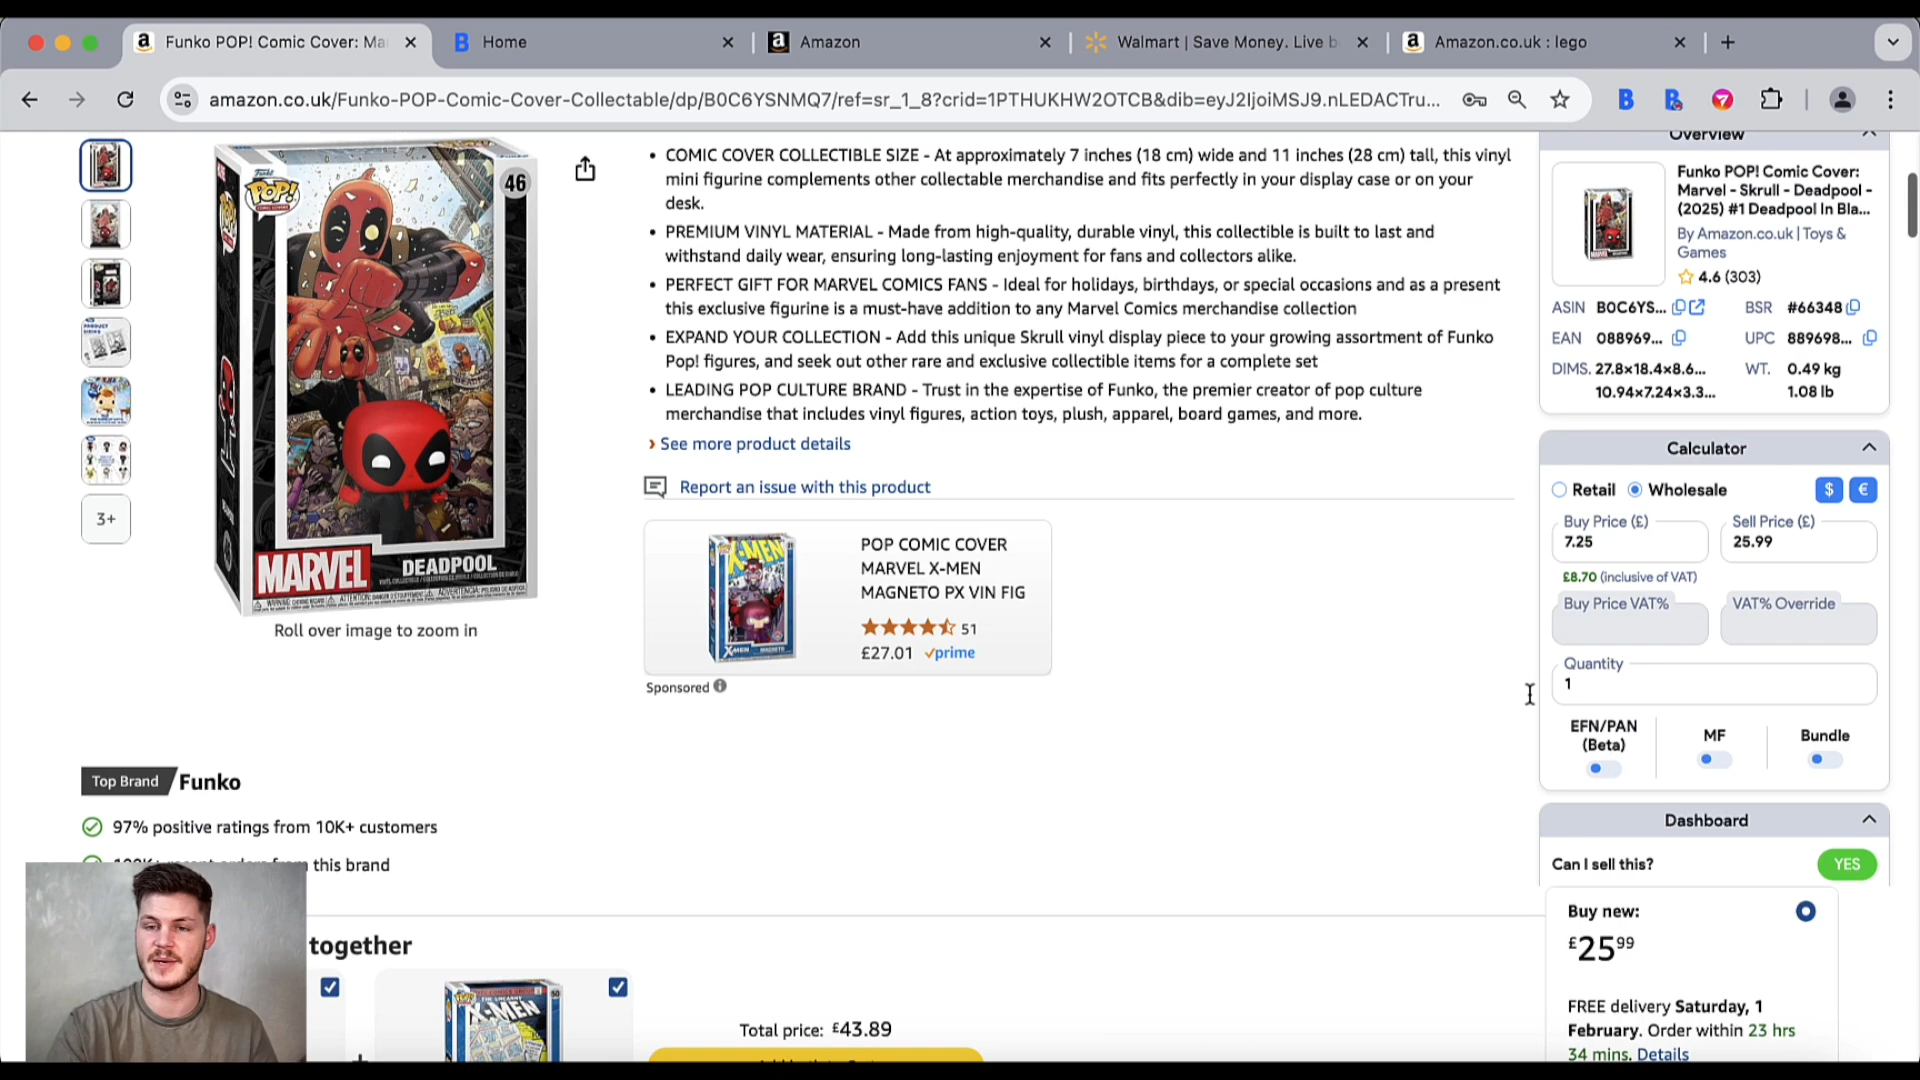 Funko POP! Comic Cover: Ma
Home
Amazon
Walmart | Save Money. Live b
Amazon.co.uk : lego
amazon.co.uk/Funko-POP-Comic-Cover-Collectable/dp/B0C6YSNMQ7/ref=sr_1_8?crid=1PTHUKHW2OTCB&dib=eyJ2IjoiMSJ9.nLEDACTru...
3+
Funko
POP!
46
MARVEL
DEADPOOL
Roll over image to zoom in
• COMIC COVER COLLECTIBLE SIZE - At approximately 7 inches (18 cm) wide and 11 inches (28 cm) tall, this vinyl
mini figurine complements other collectable merchandise and fits perfectly in your display case or on your
desk.
• PREMIUM VINYL MATERIAL - Made from high-quality, durable vinyl, this collectible is built to last and
withstand daily wear, ensuring long-lasting enjoyment for fans and collectors alike.
• PERFECT GIFT FOR MARVEL COMICS FANS - Ideal for holidays, birthdays, or special occasions and as a present
this exclusive figurine is a must-have addition to any Marvel Comics merchandise collection
• EXPAND YOUR COLLECTION - Add this unique Skrull vinyl display piece to your growing assortment of Funko
Pop! figures, and seek out other rare and exclusive collectible items for a complete set
• LEADING POP CULTURE BRAND - Trust in the expertise of Funko, the premier creator of pop culture
merchandise that includes vinyl figures, action toys, plush, apparel, board games, and more.
› See more product details
Report an issue with this product
POP COMIC COVER
MARVEL X-MEN
MAGNETO PX VIN FIG
51
£27.01 prime
Sponsored
Top Brand Funko
97% positive ratings from 10K+ customers
this brand
together
X-MEN
Total price: £43.89
Overview
Funko POP! Comic Cover:
Marvel - Skrull - Deadpool -
(2025) #1 Deadpool In Bla...
By Amazon.co.uk | Toys &
Games
4.6 (303)
ASIN B0C6YS... BSR #66348
EAN 088969... UPC 889698...
DIMS. 27.8×18.4×8.6... WT. 0.49 kg
10.94×7.24×3.3... 1.08 lb
Calculator
Retail Wholesale $ €
Buy Price (£) Sell Price (£)
7.25 25.99
£8.70 (inclusive of VAT)
Buy Price VAT% VAT% Override
Quantity
1
EFN/PAN
(Beta)
MF
Bundle
Dashboard
Can I sell this? YES
Buy new:
£25⁹⁹
FREE delivery Saturday, 1
February. Order within 23 hrs
34 mins. Details